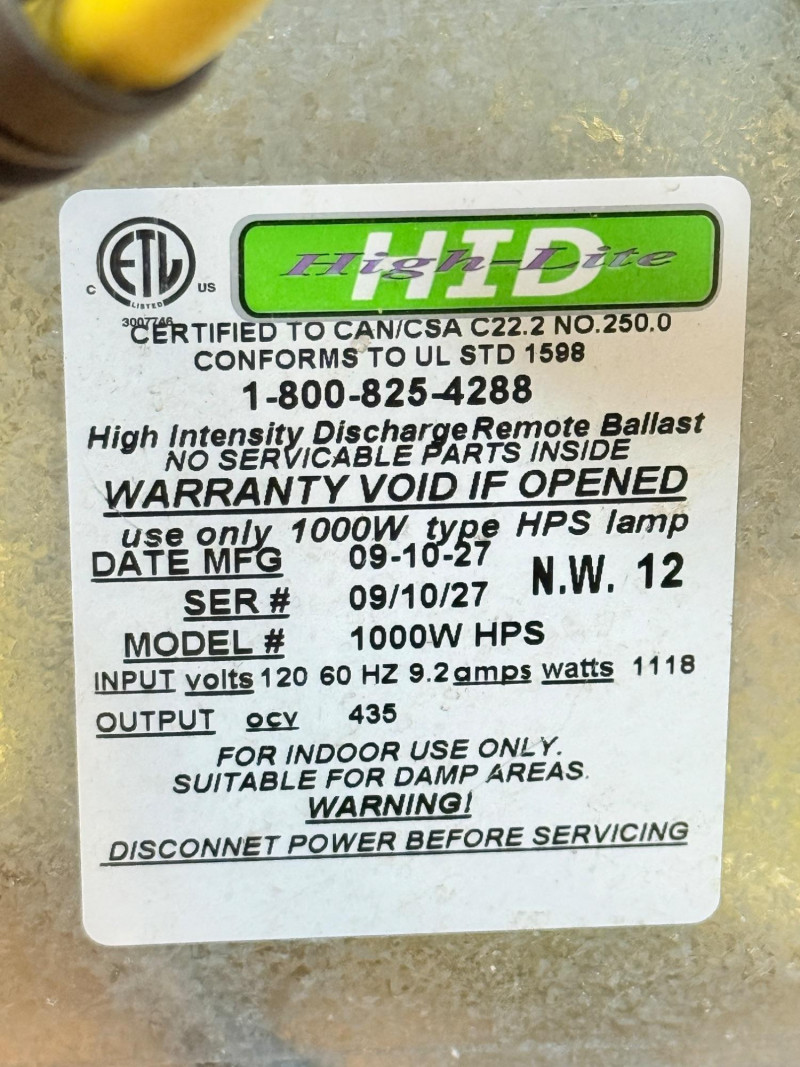 ETL
LISTED
C US
High-Lite
HID
3007746
CERTIFIED TO CAN/CSA C22.2 NO.250.0
CONFORMS TO UL STD 1598
1-800-825-4288
High Intensity Discharge Remote Ballast
NO SERVICABLE PARTS INSIDE
WARRANTY VOID IF OPENED
use only 1000W type HPS lamp
DATE MFG 09-10-27
SER # 09/10/27 N.W. 12
MODEL # 1000W HPS
INPUT volts 120 60 HZ 9.2 amps watts 1118
OUTPUT ocv 435
FOR INDOOR USE ONLY.
SUITABLE FOR DAMP AREAS.
WARNING!
DISCONNET POWER BEFORE SERVICING